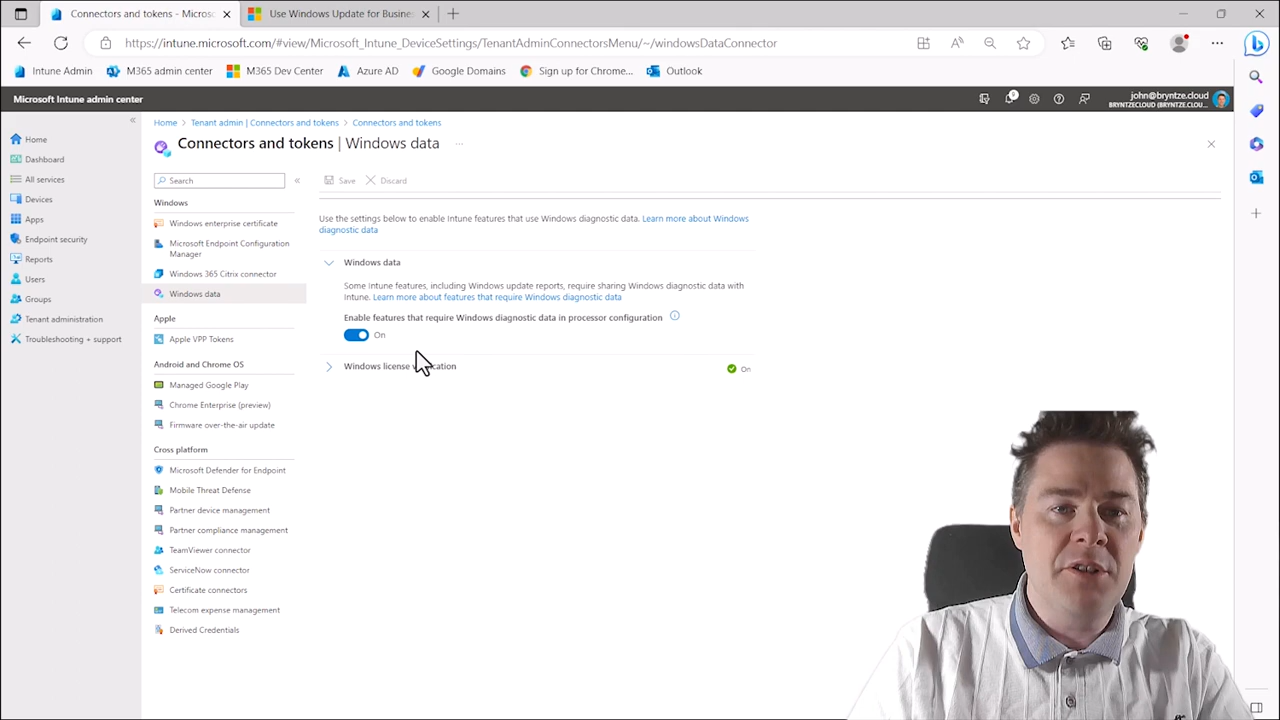 Connectors and tokens - Micros
Use Windows Update for Busines
https://intune.microsoft.com/#view/Microsoft_Intune_DeviceSettings/TenantAdminConnectorsMenu/~/windowsDataConnector
Intune Admin
M365 admin center
M365 Dev Center
Azure AD
Google Domains
Sign up for Chrome...
Outlook
Microsoft Intune admin center
john@bryntze.cloud
BRYNTZECLOUD (BRYNTZE.CLOU...
Home
Dashboard
All services
Devices
Apps
Endpoint security
Reports
Users
Groups
Tenant administration
Troubleshooting + support
Home > Tenant admin | Connectors and tokens > Connectors and tokens
Connectors and tokens | Windows data ...
Search
Windows
Windows enterprise certificate
Microsoft Endpoint Configuration
Manager
Windows 365 Citrix connector
Windows data
Apple
Apple VPP Tokens
Android and Chrome OS
Managed Google Play
Chrome Enterprise (preview)
Firmware over-the-air update
Cross platform
Microsoft Defender for Endpoint
Mobile Threat Defense
Partner device management
Partner compliance management
TeamViewer connector
ServiceNow connector
Certificate connectors
Telecom expense management
Derived Credentials
Save
Discard
Use the settings below to enable Intune features that use Windows diagnostic data. Learn more about Windows
diagnostic data
Windows data
Some Intune features, including Windows update reports, require sharing Windows diagnostic data with
Intune. Learn more about features that require Windows diagnostic data
Enable features that require Windows diagnostic data in processor configuration
On
Windows license
On